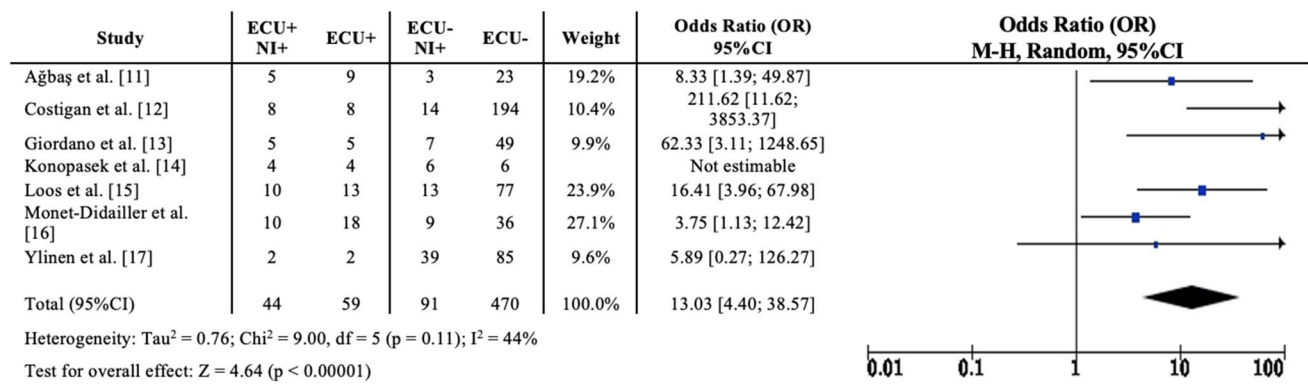 Study ECU+ NI+ ECU+ ECU- NI+ ECU- Weight Odds Ratio (OR) 95%CI Odds Ratio (OR) M-H, Random, 95%CI
Ağbaş et al. [11] 5 9 3 23 19.2% 8.33 [1.39; 49.87]
Costigan et al. [12] 8 8 14 194 10.4% 211.62 [11.62; 3853.37]
Giordano et al. [13] 5 5 7 49 9.9% 62.33 [3.11; 1248.65]
Konopasek et al. [14] 4 4 6 6 Not estimable
Loos et al. [15] 10 13 13 77 23.9% 16.41 [3.96; 67.98]
Monet-Didailler et al. [16] 10 18 9 36 27.1% 3.75 [1.13; 12.42]
Ylinen et al. [17] 2 2 39 85 9.6% 5.89 [0.27; 126.27]
Total (95%CI) 44 59 91 470 100.0% 13.03 [4.40; 38.57]
Heterogeneity: Tau² = 0.76; Chi² = 9.00, df = 5 (p = 0.11); I² = 44%
Test for overall effect: Z = 4.64 (p < 0.00001)
0.01 0.1 1 10 100